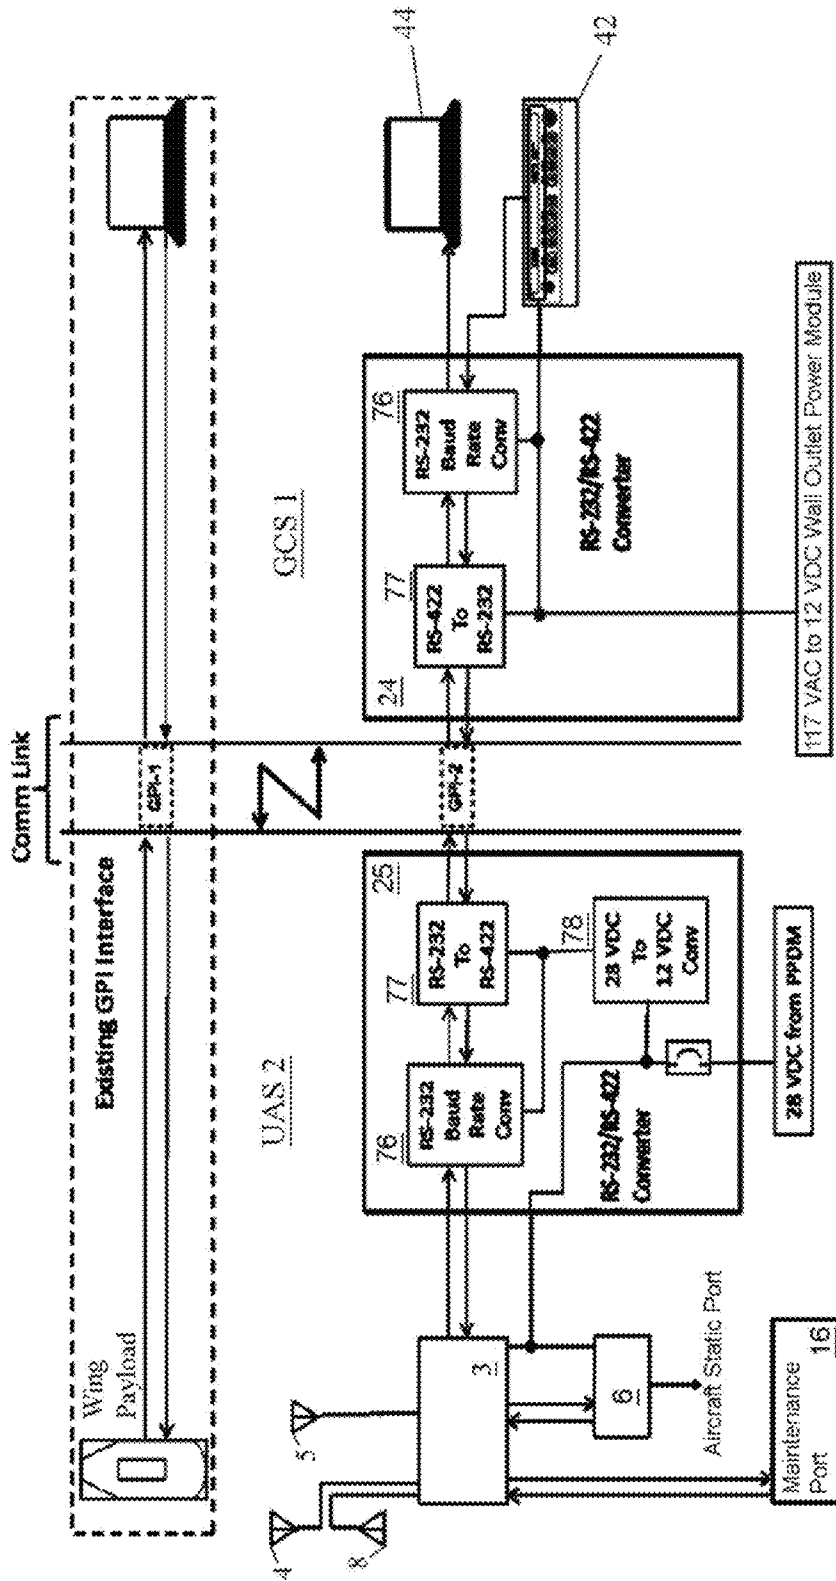 Comm Link
Wing
Payload
Existing GPI Interface
GPI-1
UAS 2
GCS 1
4
5
8
3
6
Aircraft Static Port
Maintenance
Port
16
25
76
RS-232
Baud
Rate
Conv
77
RS-232
To
RS-422
78
28 VDC
To
12 VDC
Conv
RS-232/RS-422
Converter
28 VDC from PPDM
GPI-2
24
77
RS-422
To
RS-232
76
RS-232
Baud
Rate
Conv
RS-232/RS-422
Converter
117 VAC to 12 VDC Wall Outlet Power Module
44
42